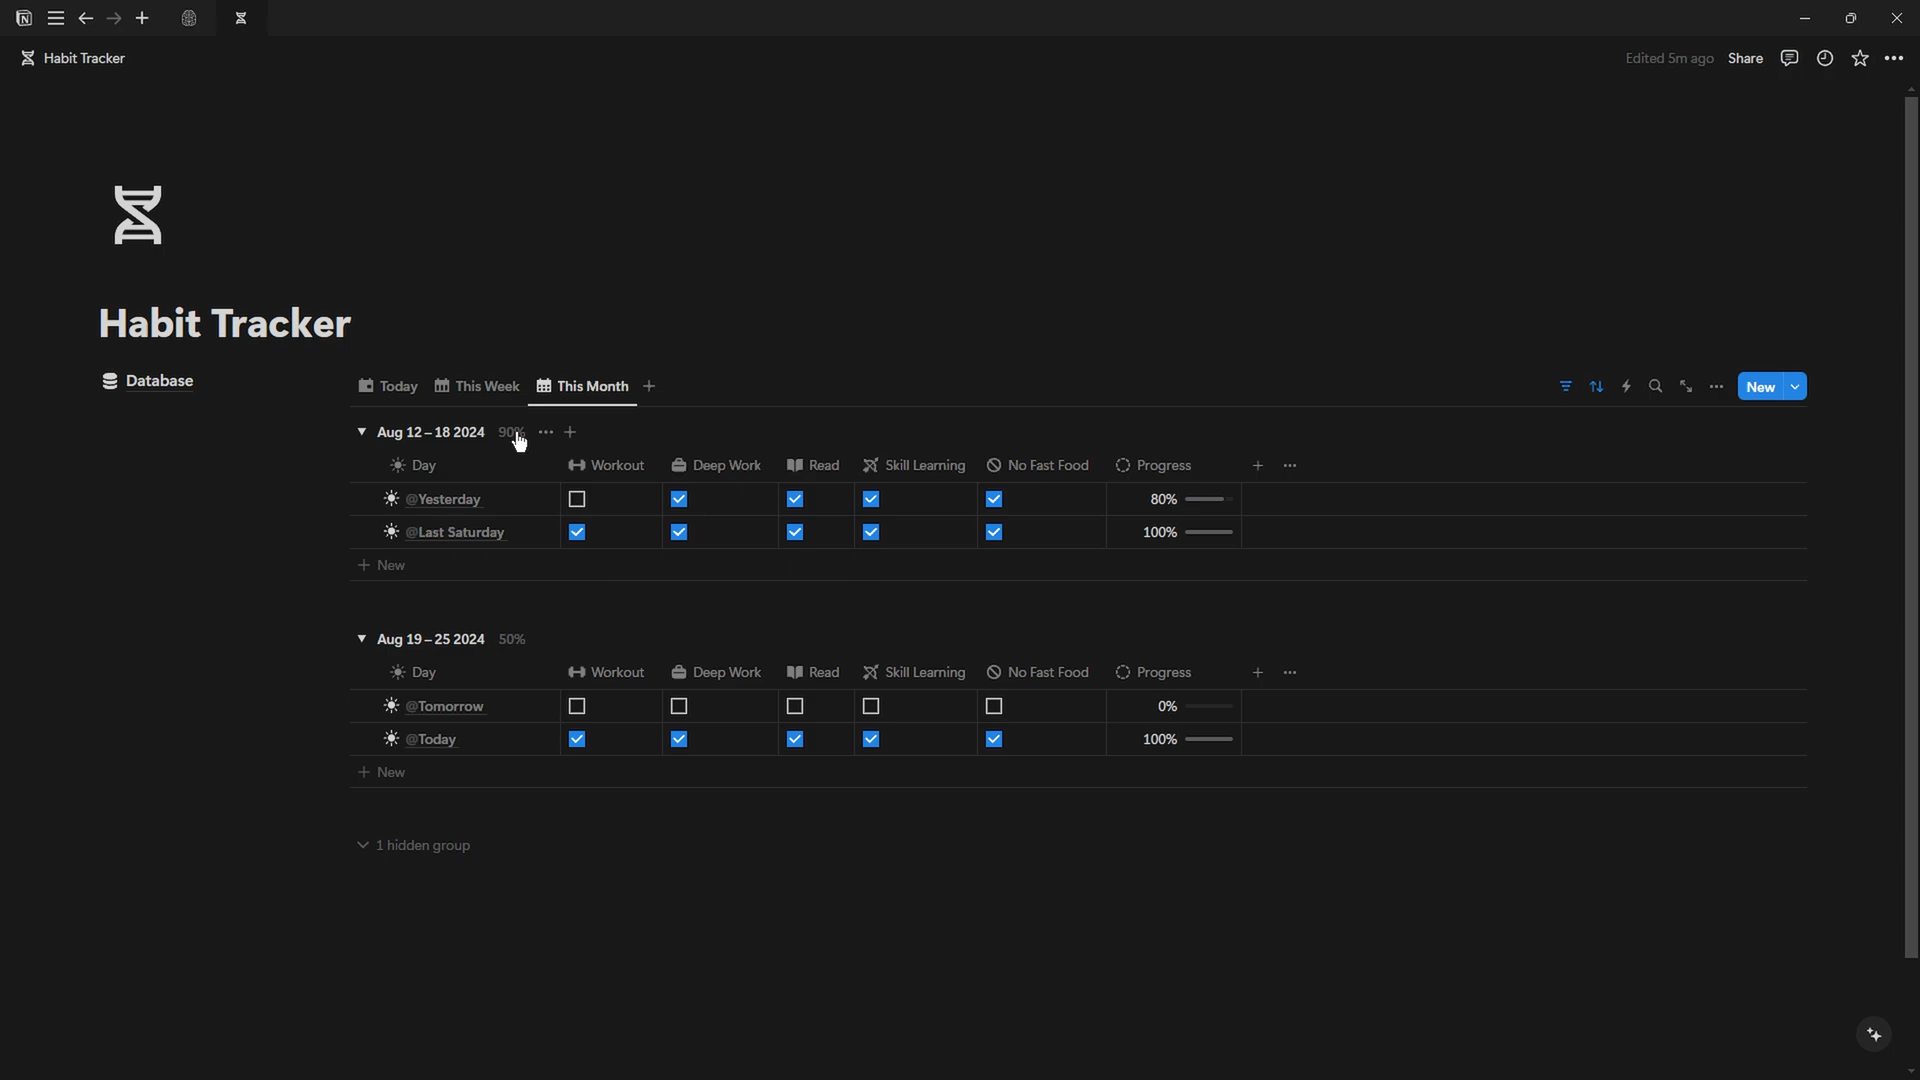 Habit Tracker
Edited 5m ago Share
Habit Tracker
Database
Today This Week This Month
New
Aug 12 – 18 2024 90%
Day Workout Deep Work Read Skill Learning No Fast Food Progress
@Yesterday 80%
@Last Saturday 100%
New
Aug 19 – 25 2024 50%
Day Workout Deep Work Read Skill Learning No Fast Food Progress
@Tomorrow 0%
@Today 100%
New
1 hidden group